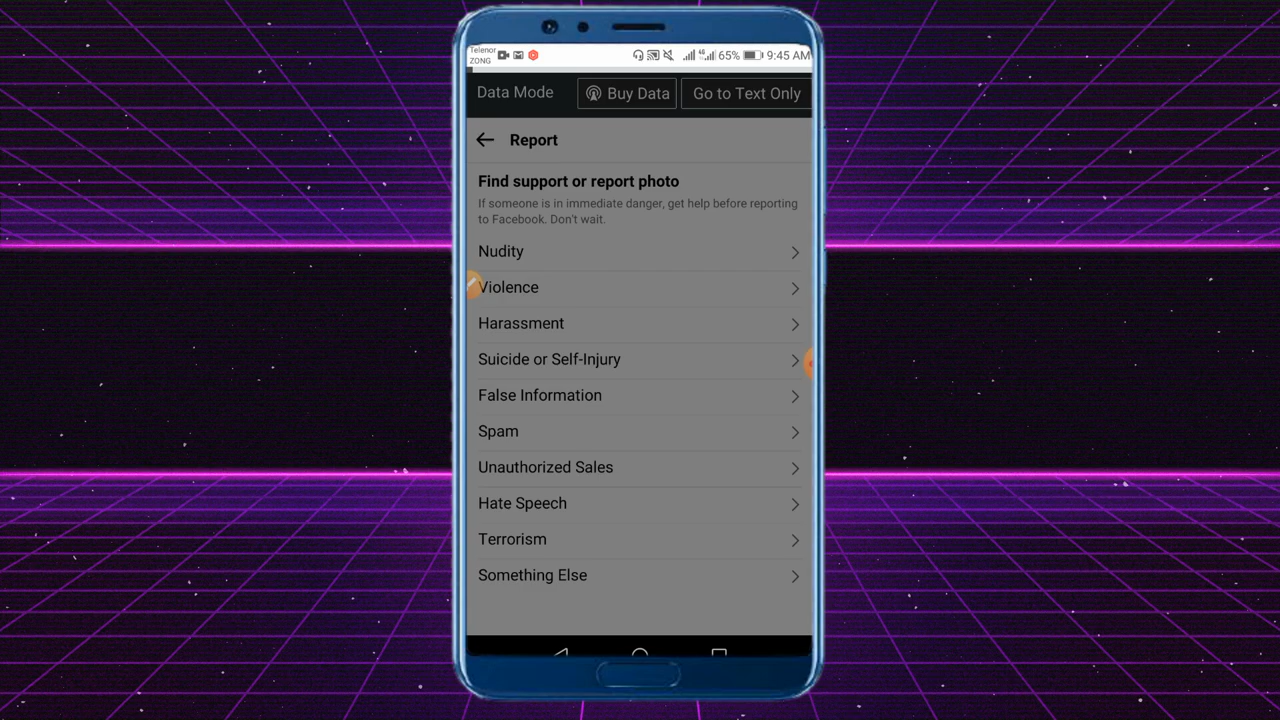 Telenor
ZONG
4G
65%
9:45 AM
Data Mode
Buy Data
Go to Text Only
Report
Find support or report photo
If someone is in immediate danger, get help before reporting
to Facebook. Don't wait.
Nudity
Violence
Harassment
Suicide or Self-Injury
False Information
Spam
Unauthorized Sales
Hate Speech
Terrorism
Something Else